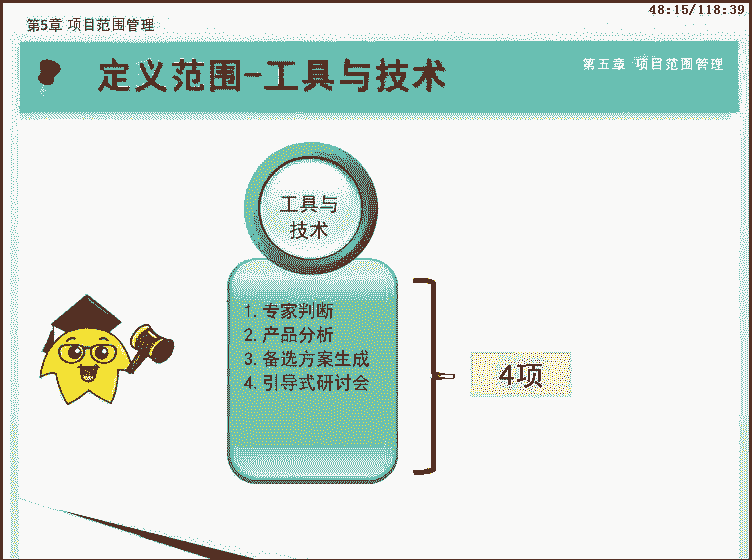 48:15/118:39
第5章 项目范围管理
定义范围-工具与技术
第五章 项目范围管理
工具与
技术
1. 专家判断
2. 产品分析
3. 备选方案生成
4. 引导式研讨会
4项